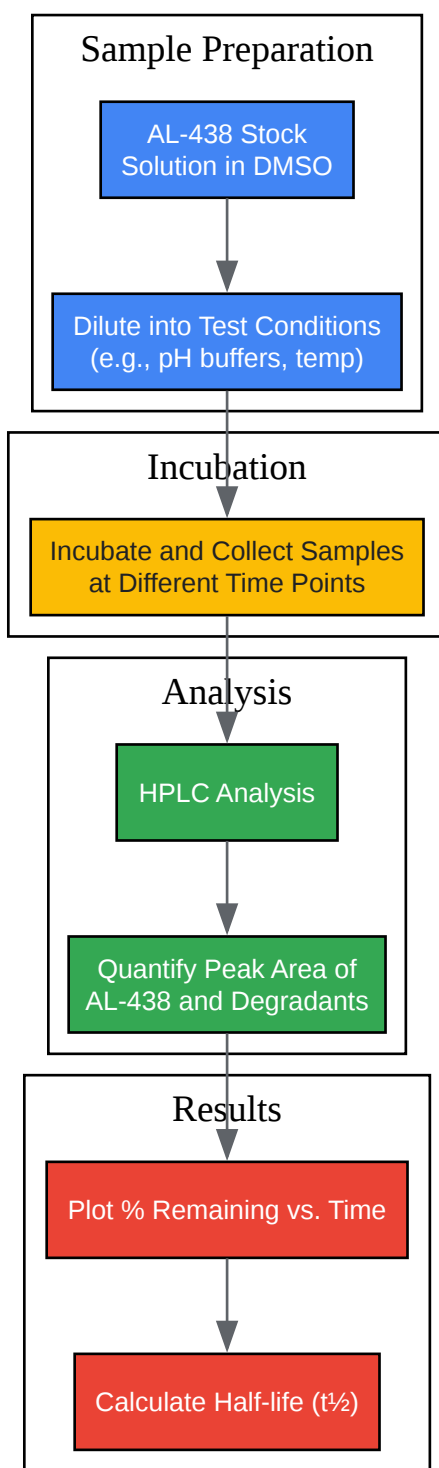 Sample Preparation
AL-438 Stock
Solution in DMSO
Dilute into Test Conditions
(e.g., pH buffers, temp)
Incubation
Incubate and Collect Samples
at Different Time Points
Analysis
HPLC Analysis
Quantify Peak Area of
AL-438 and Degradants
Results
Plot % Remaining vs. Time
Calculate Half-life (t½)